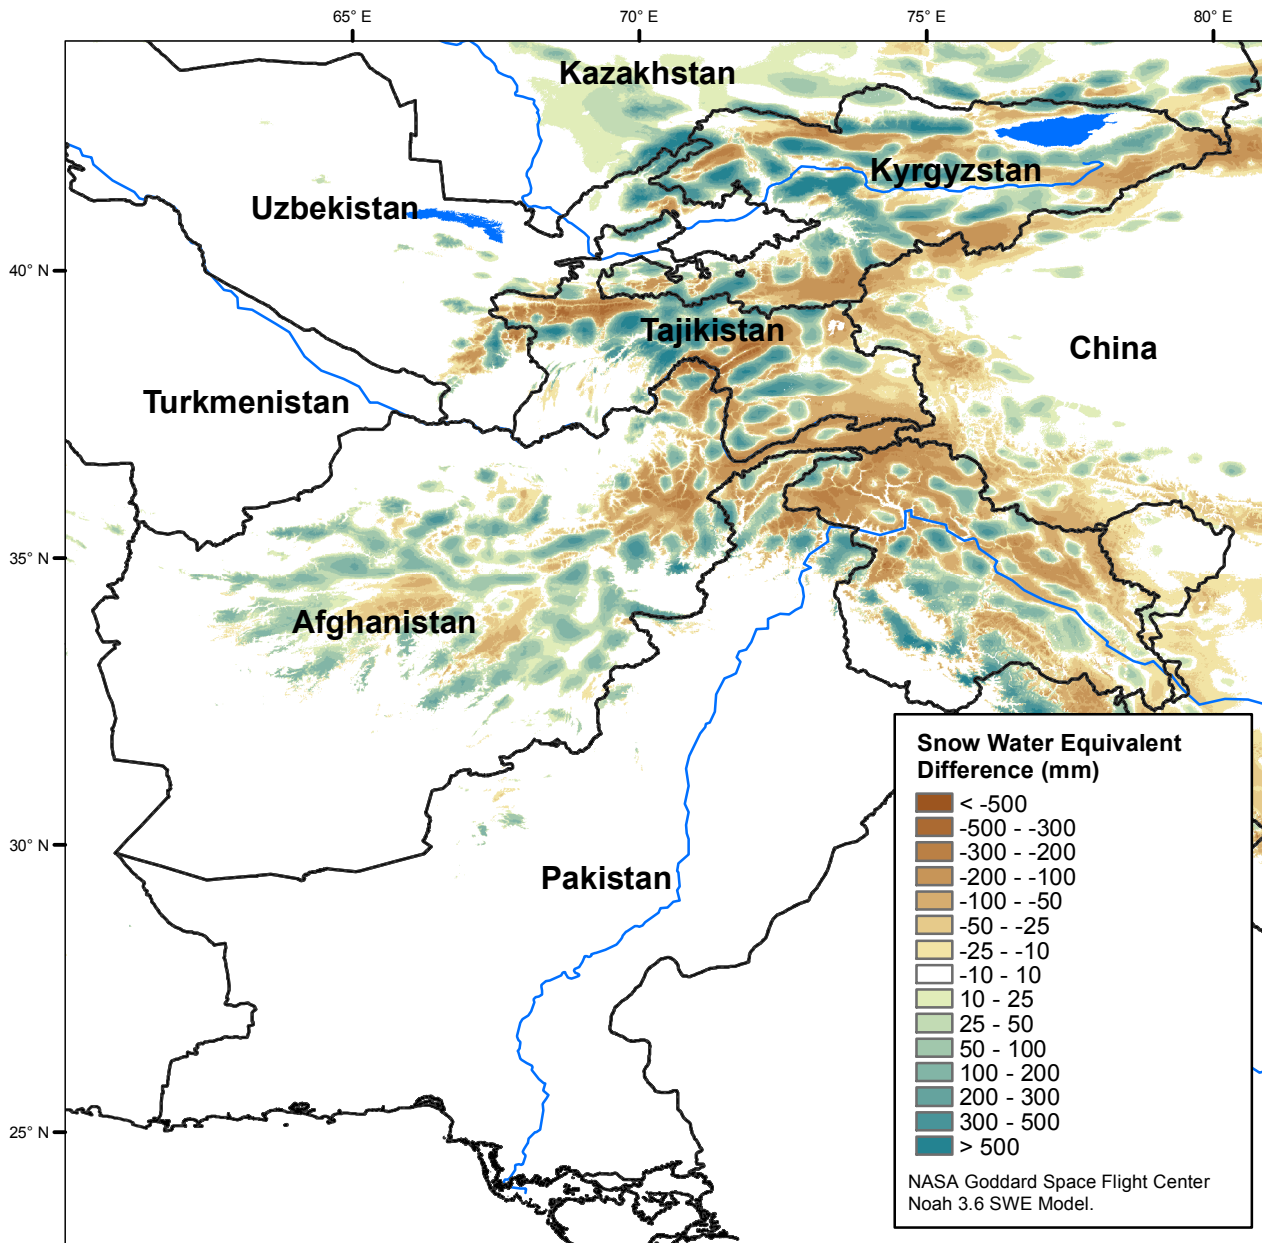 65° E
70° E
75° E
80° E
Kazakhstan
Kyrgyzstan
Uzbekistan
40° N
Tajikistan
China
Turkmenistan
35° N
Afghanistan
30° N
Pakistan
25° N
Snow Water Equivalent
Difference (mm)
< -500
-500 - -300
-300 - -200
-200 - -100
-100 - -50
-50 - -25
-25 - -10
-10 - 10
10 - 25
25 - 50
50 - 100
100 - 200
200 - 300
300 - 500
> 500
NASA Goddard Space Flight Center
Noah 3.6 SWE Model.